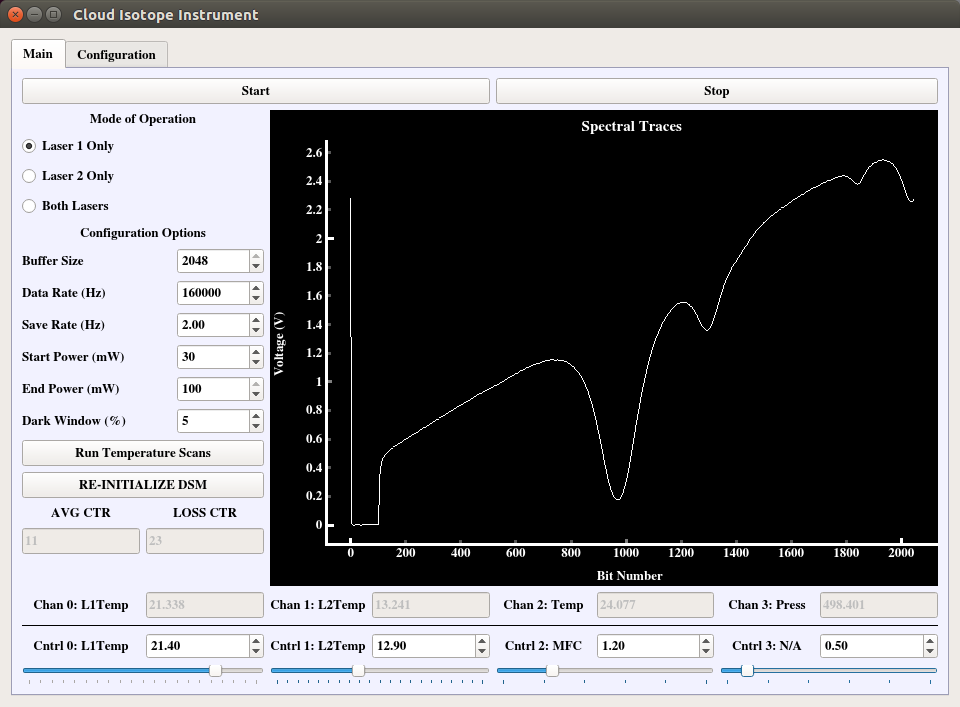 Cloud Isotope Instrument
Main Configuration
Start Stop
Mode of Operation
Laser 1 Only
Laser 2 Only
Both Lasers
Configuration Options
Buffer Size 2048
Data Rate (Hz) 160000
Save Rate (Hz) 2.00
Start Power (mW) 30
End Power (mW) 100
Dark Window (%) 5
Run Temperature Scans
RE-INITIALIZE DSM
AVG CTR LOSS CTR
11 23
Spectral Traces
2.6
2.4
2.2
2
1.8
1.6
1.4
1.2
1
0.8
0.6
0.4
0.2
0
Voltage (V)
0 200 400 600 800 1000 1200 1400 1600 1800 2000
Bit Number
Chan 0: L1Temp 21.338 Chan 1: L2Temp 13.241 Chan 2: Temp 24.077 Chan 3: Press 498.401
Cntrl 0: L1Temp 21.40 Cntrl 1: L2Temp 12.90 Cntrl 2: MFC 1.20 Cntrl 3: N/A 0.50